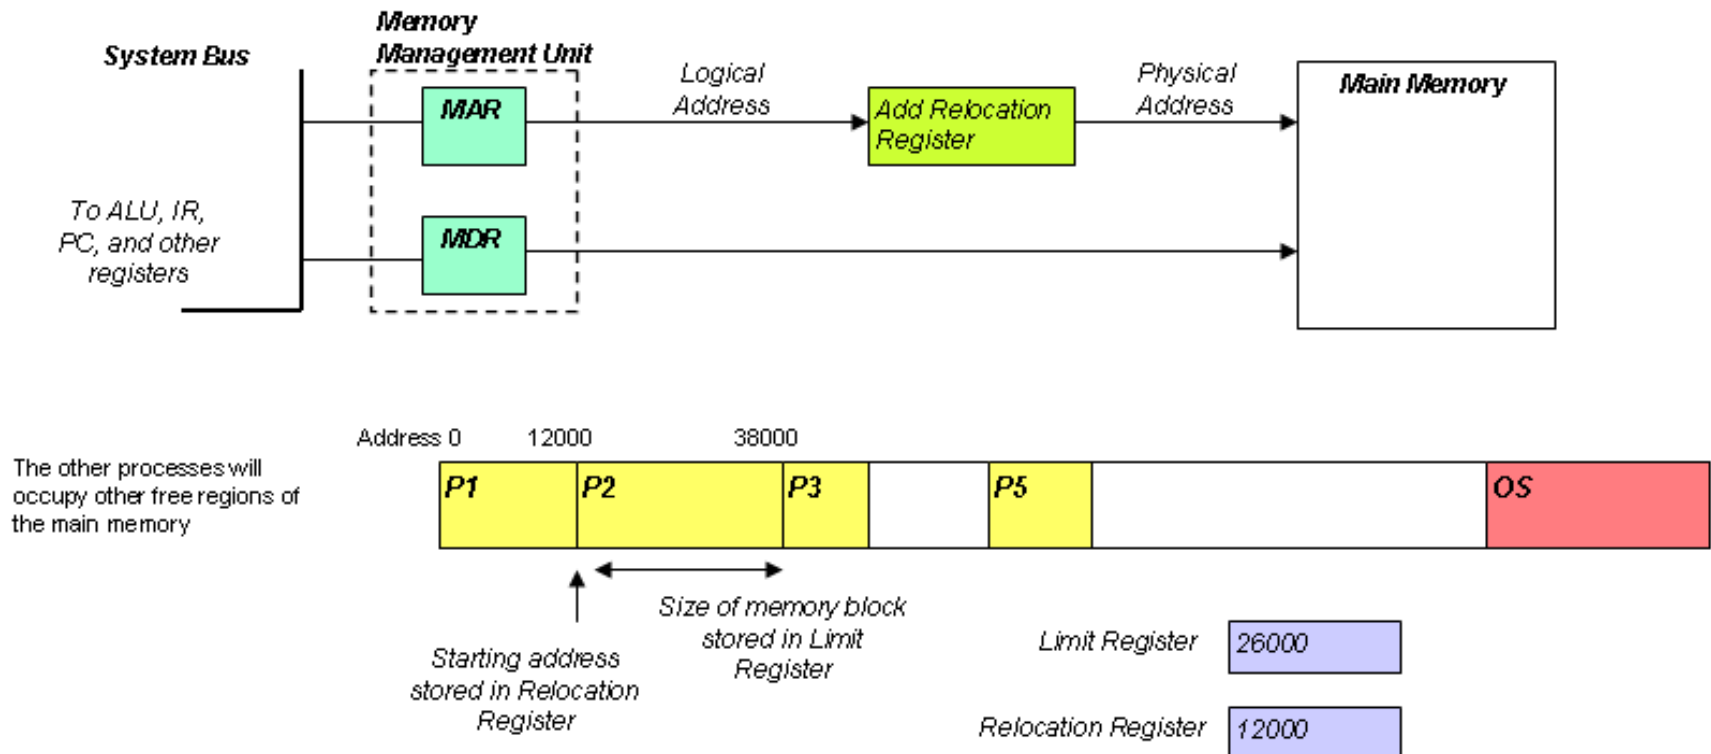 Memory
Management Unit
System Bus
MAR
Logical
Address
Add Relocation
Register
Physical
Address
Main Memory
To ALU, IR,
PC, and other
registers
MDR
Address 0
12000
38000
The other processes will
occupy other free regions of
the main memory
P1
P2
P3
P5
OS
Starting address
stored in Relocation
Register
Size of memory block
stored in Limit
Register
Limit Register
26000
Relocation Register
12000